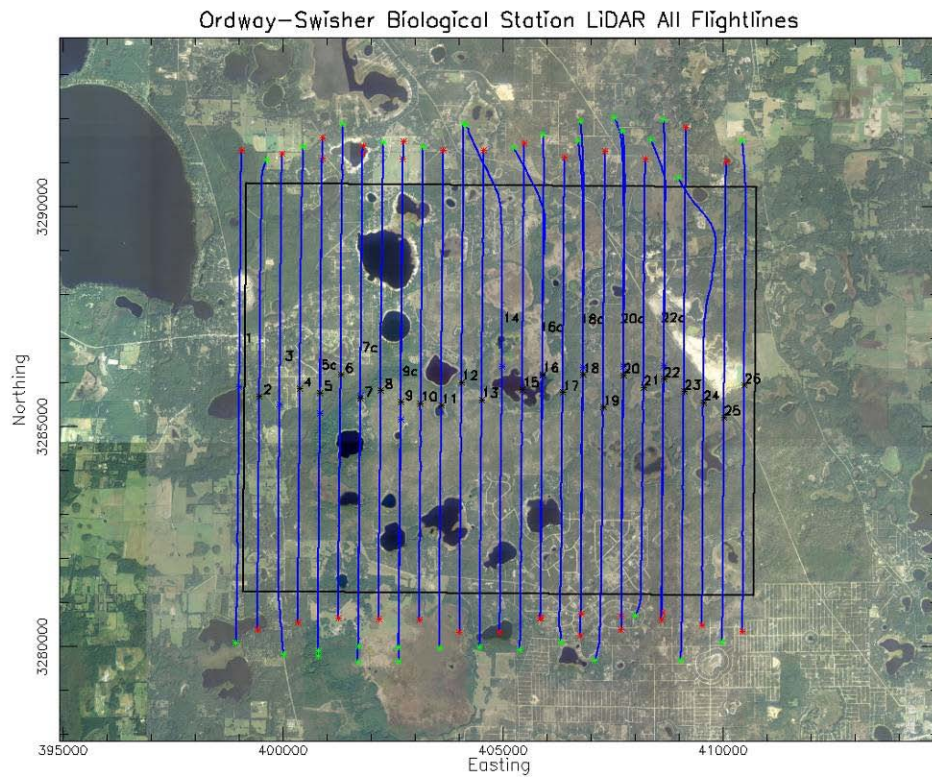 Ordway-Swisher Biological Station LiDAR All Flightlines
3290000
3285000
3280000
Northing
14 16c 18c 20c 22c
1 3 7c
5c 6 9c 12 15 16 18 20 21 22 26
2 4 5 7 8 9 10 11 13 17 19 23 24 25
395000 400000 405000 410000
Easting